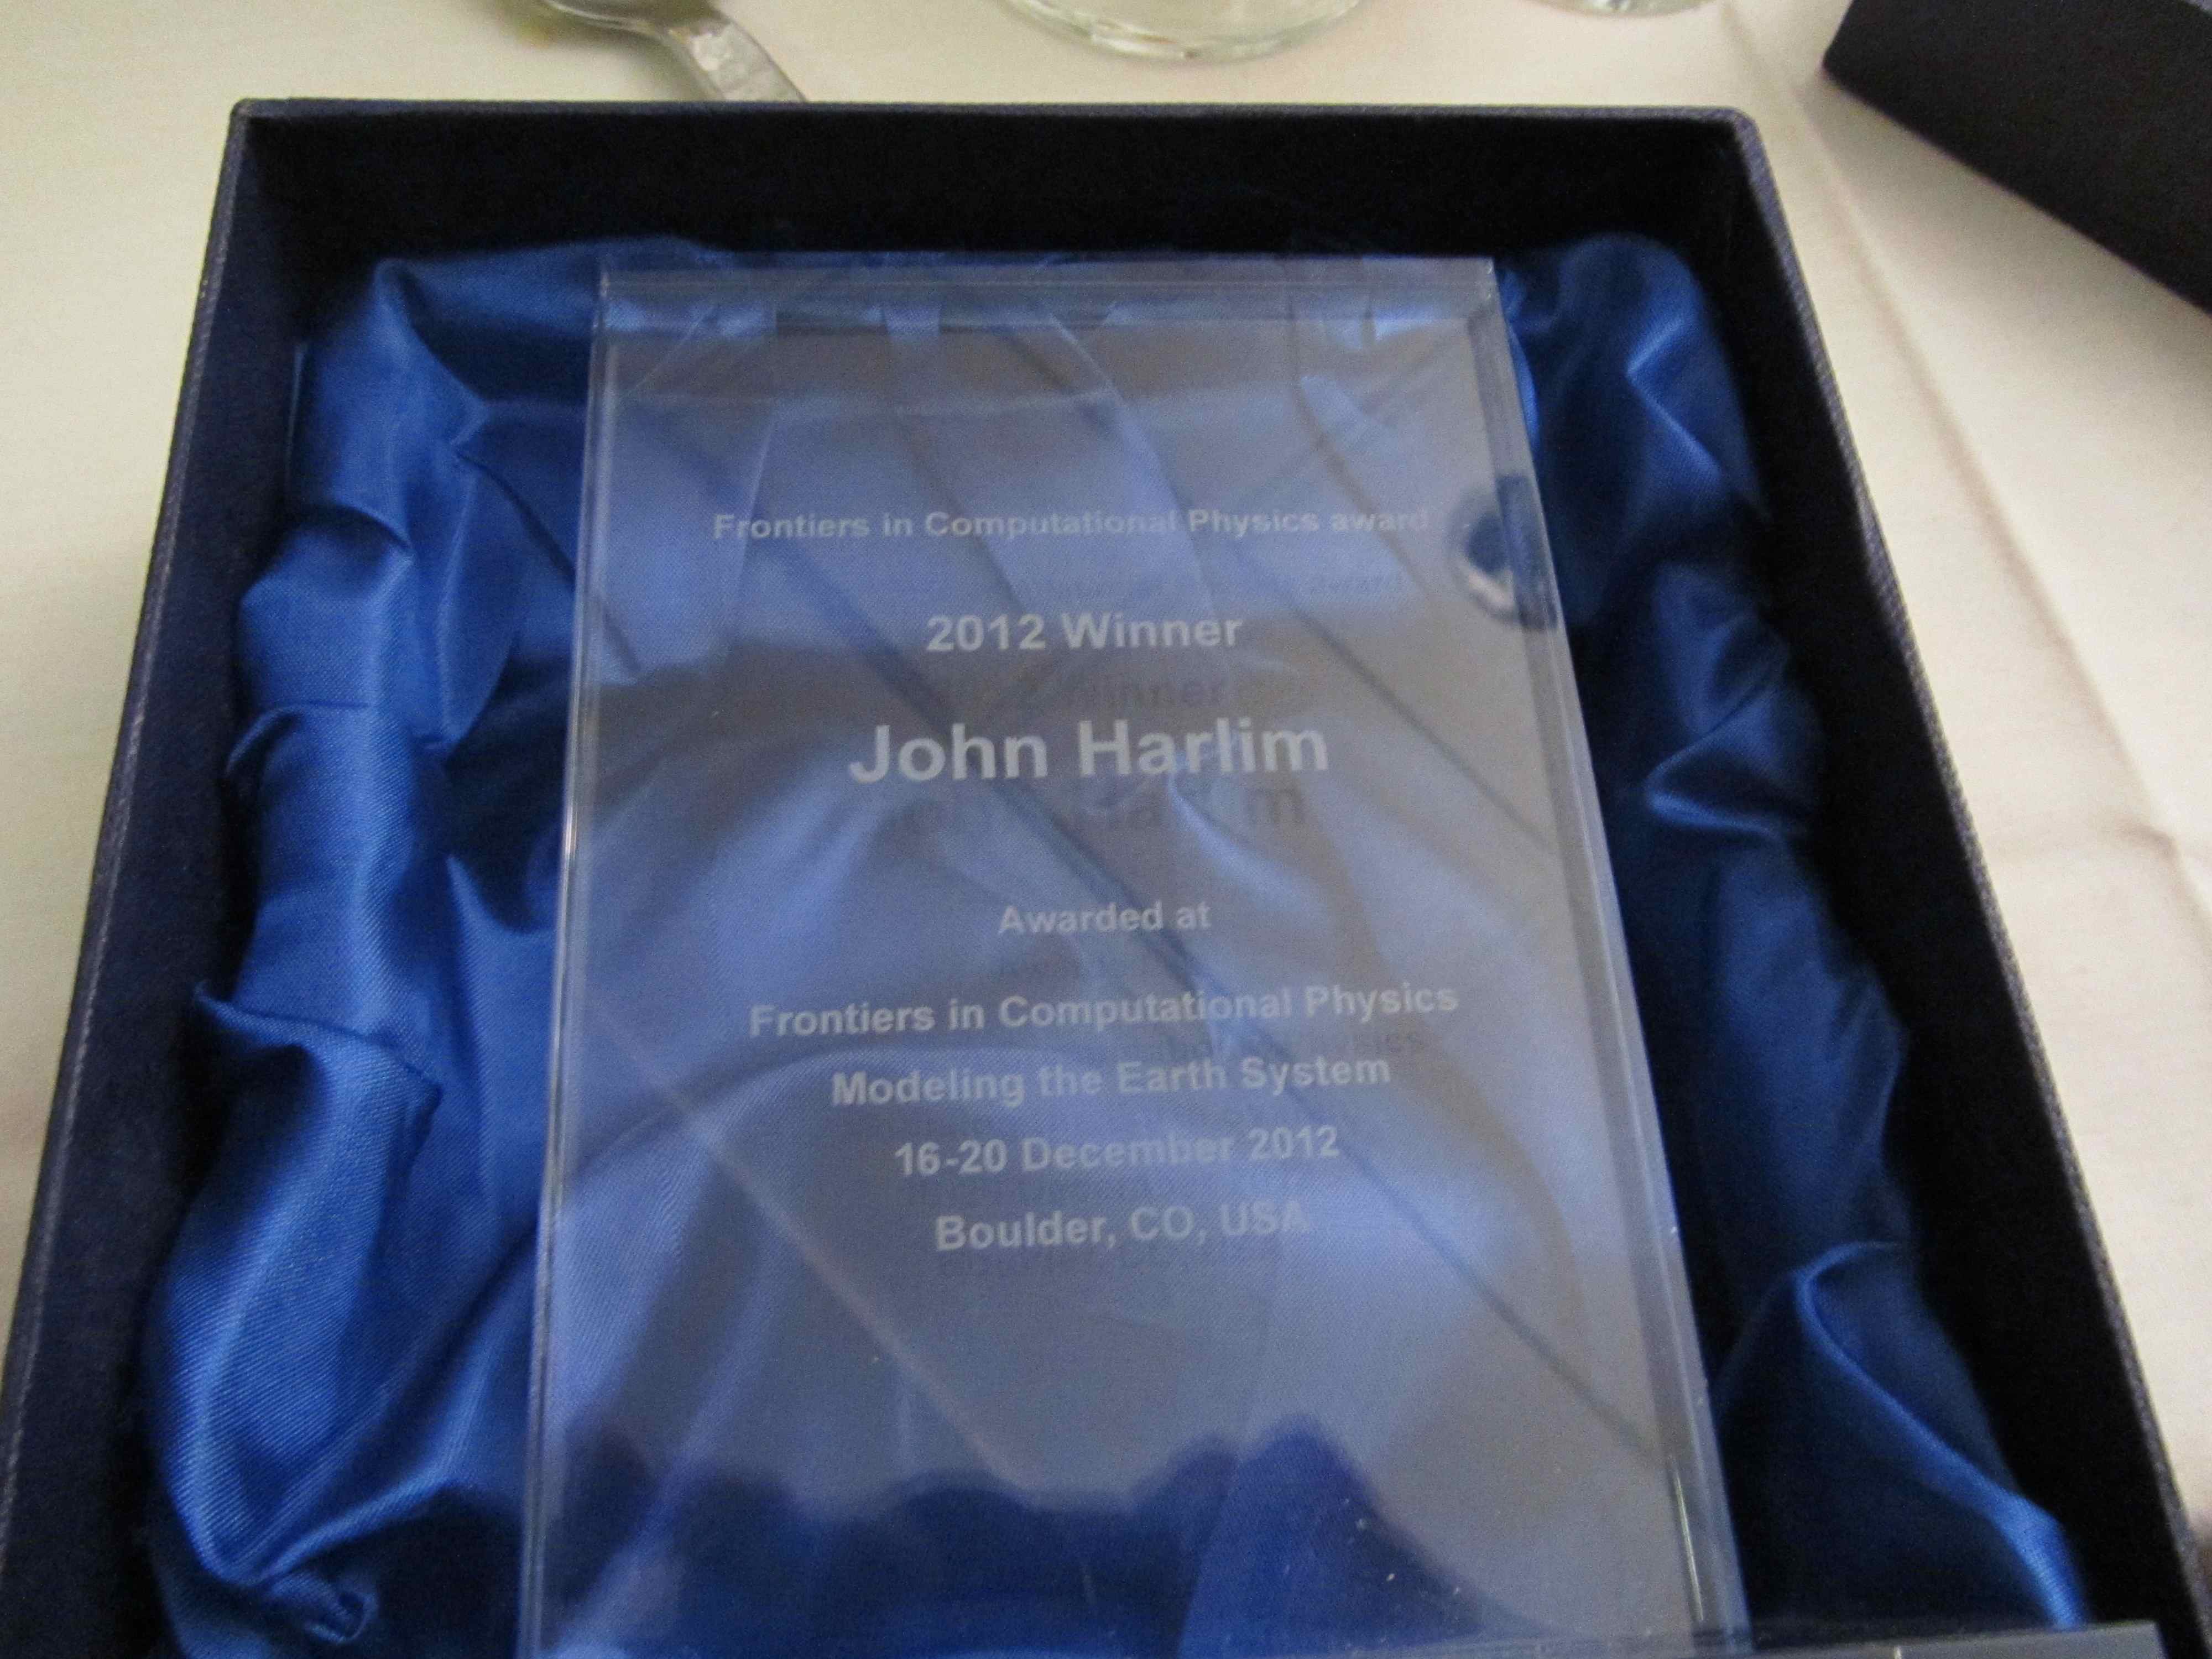 Frontiers in Computational Physics award
2012 Winner
John Harlim
Awarded at
Frontiers in Computational Physics
Modeling the Earth System
16-20 December 2012
Boulder, CO, USA